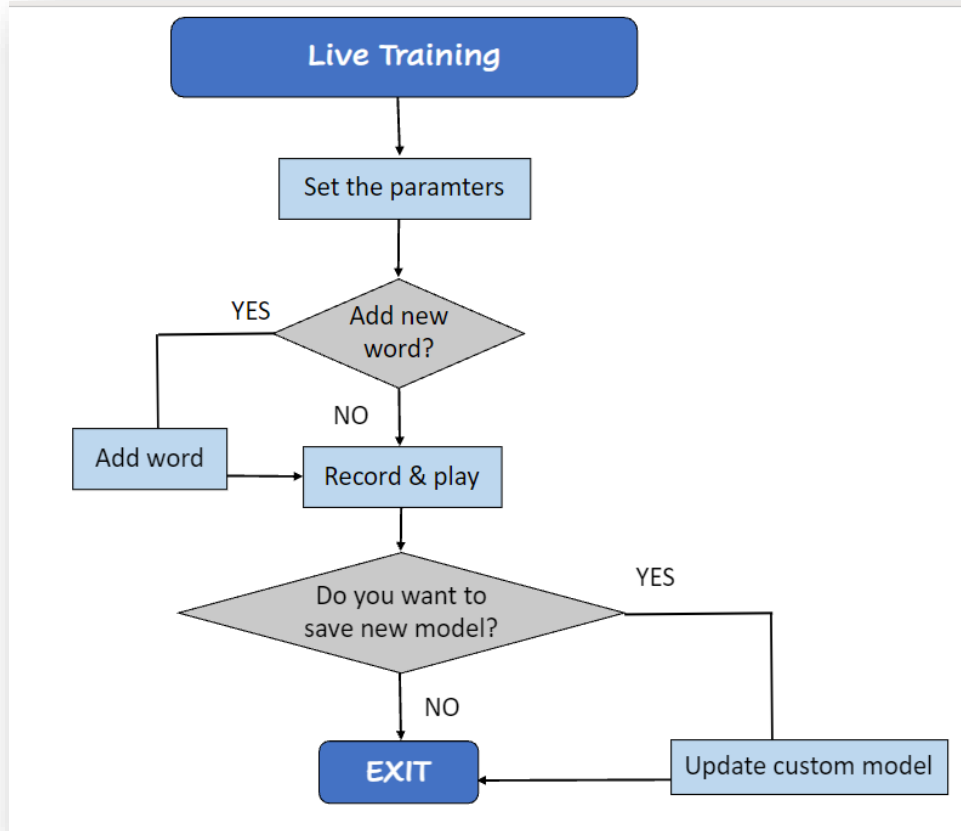 Live Training
Set the paramters
YES
Add new
word?
NO
Add word
Record & play
Do you want to
save new model?
YES
NO
EXIT
Update custom model